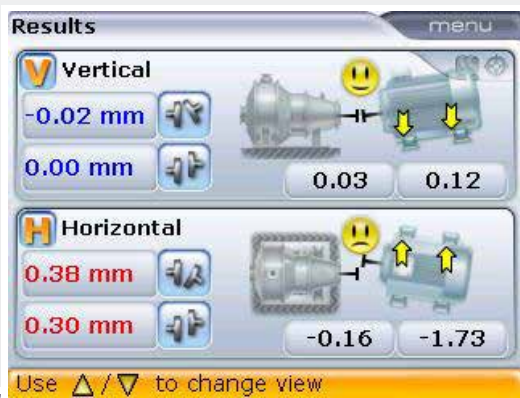 Results
menu
V Vertical
-0.02 mm
0.00 mm
0.03 0.12
H Horizontal
0.38 mm
0.30 mm
-0.16 -1.73
Use △/▽ to change view